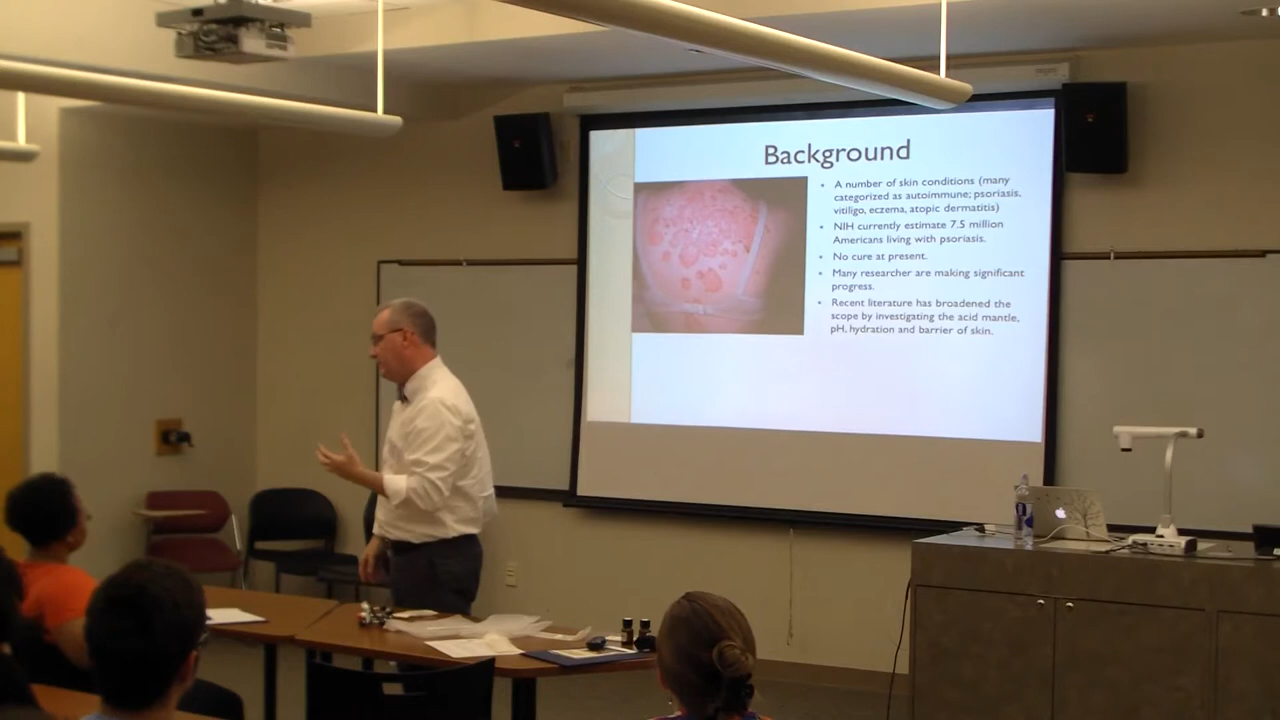 Background
• A number of skin conditions (many
categorized as autoimmune; psoriasis,
vitiligo, eczema, atopic dermatitis)
• NIH currently estimate 7.5 million
Americans living with psoriasis.
• No cure at present.
• Many researcher are making significant
progress.
• Recent literature has broadened the
scope by investigating the acid mantle,
pH, hydration and barrier of skin.